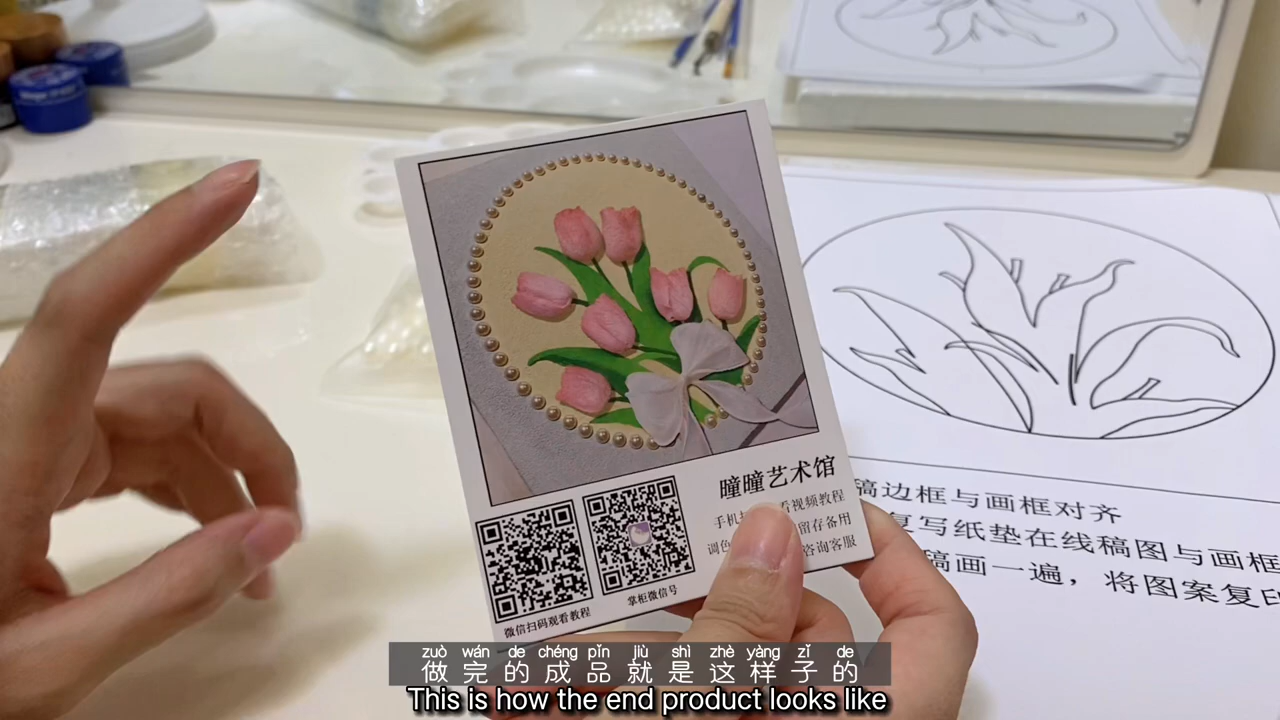 瞳瞳艺术馆
看视频教程
手机
留存备用
调色
咨询客服
微信扫码观看教程
掌柜微信号
稿边框与画框对齐
复写纸垫在线稿图与画框
稿画一遍，将图案复印
zuò wán de chéng pǐn jiù shì zhè yàng zǐ de
做完的成品就是这样子的
This is how the end product looks like